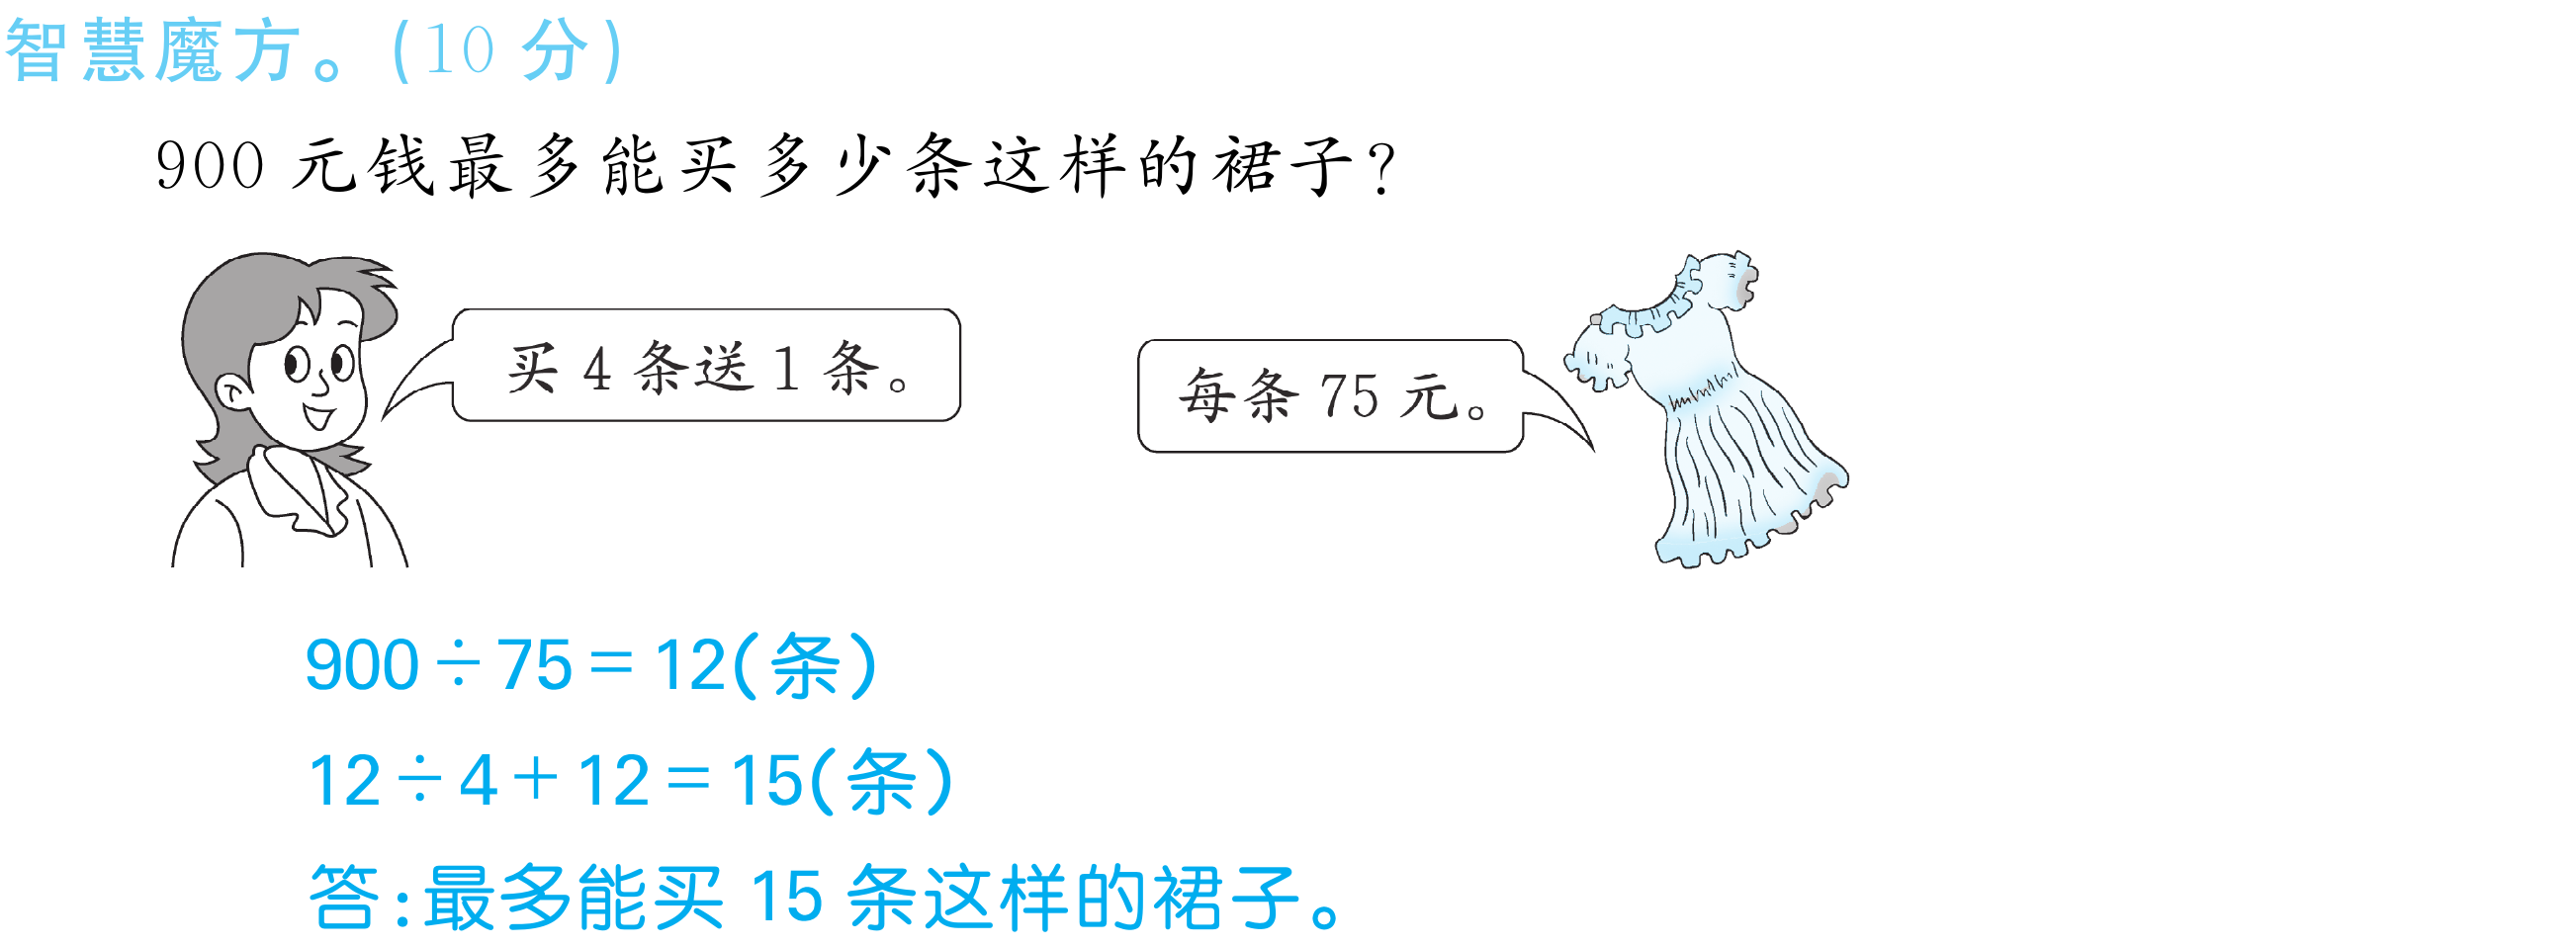 智慧魔方。(10 分)
900 元钱最多能买多少条这样的裙子?
买 4 条送 1 条。
每条 75 元。
900÷75=12(条)
12÷4+12=15(条)
答:最多能买 15 条这样的裙子。